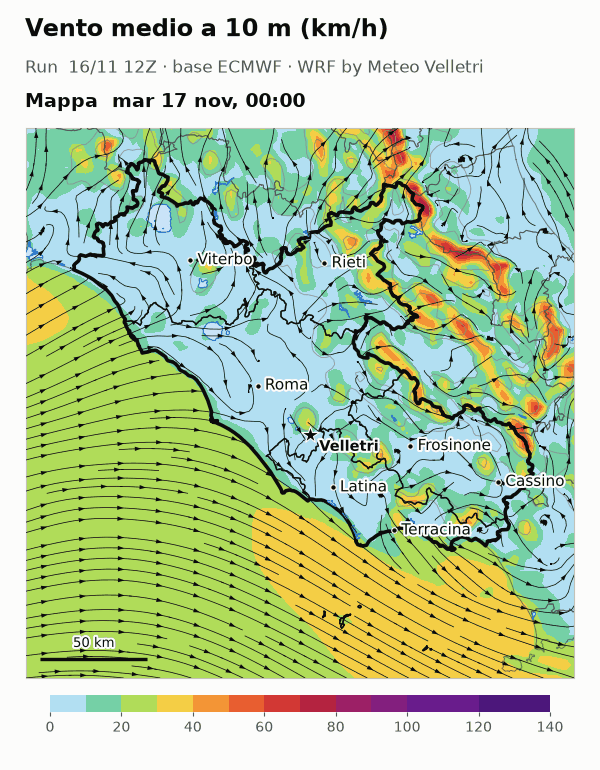 Vento medio a 10 m (km/h)
Run  16/11 12Z · base ECMWF · WRF by Meteo Velletri
Mappa  mar 17 nov, 00:00
Viterbo
Rieti
Roma
Velletri
Frosinone
Latina
Cassino
Terracina
50 km
0 20 40 60 80 100 120 140